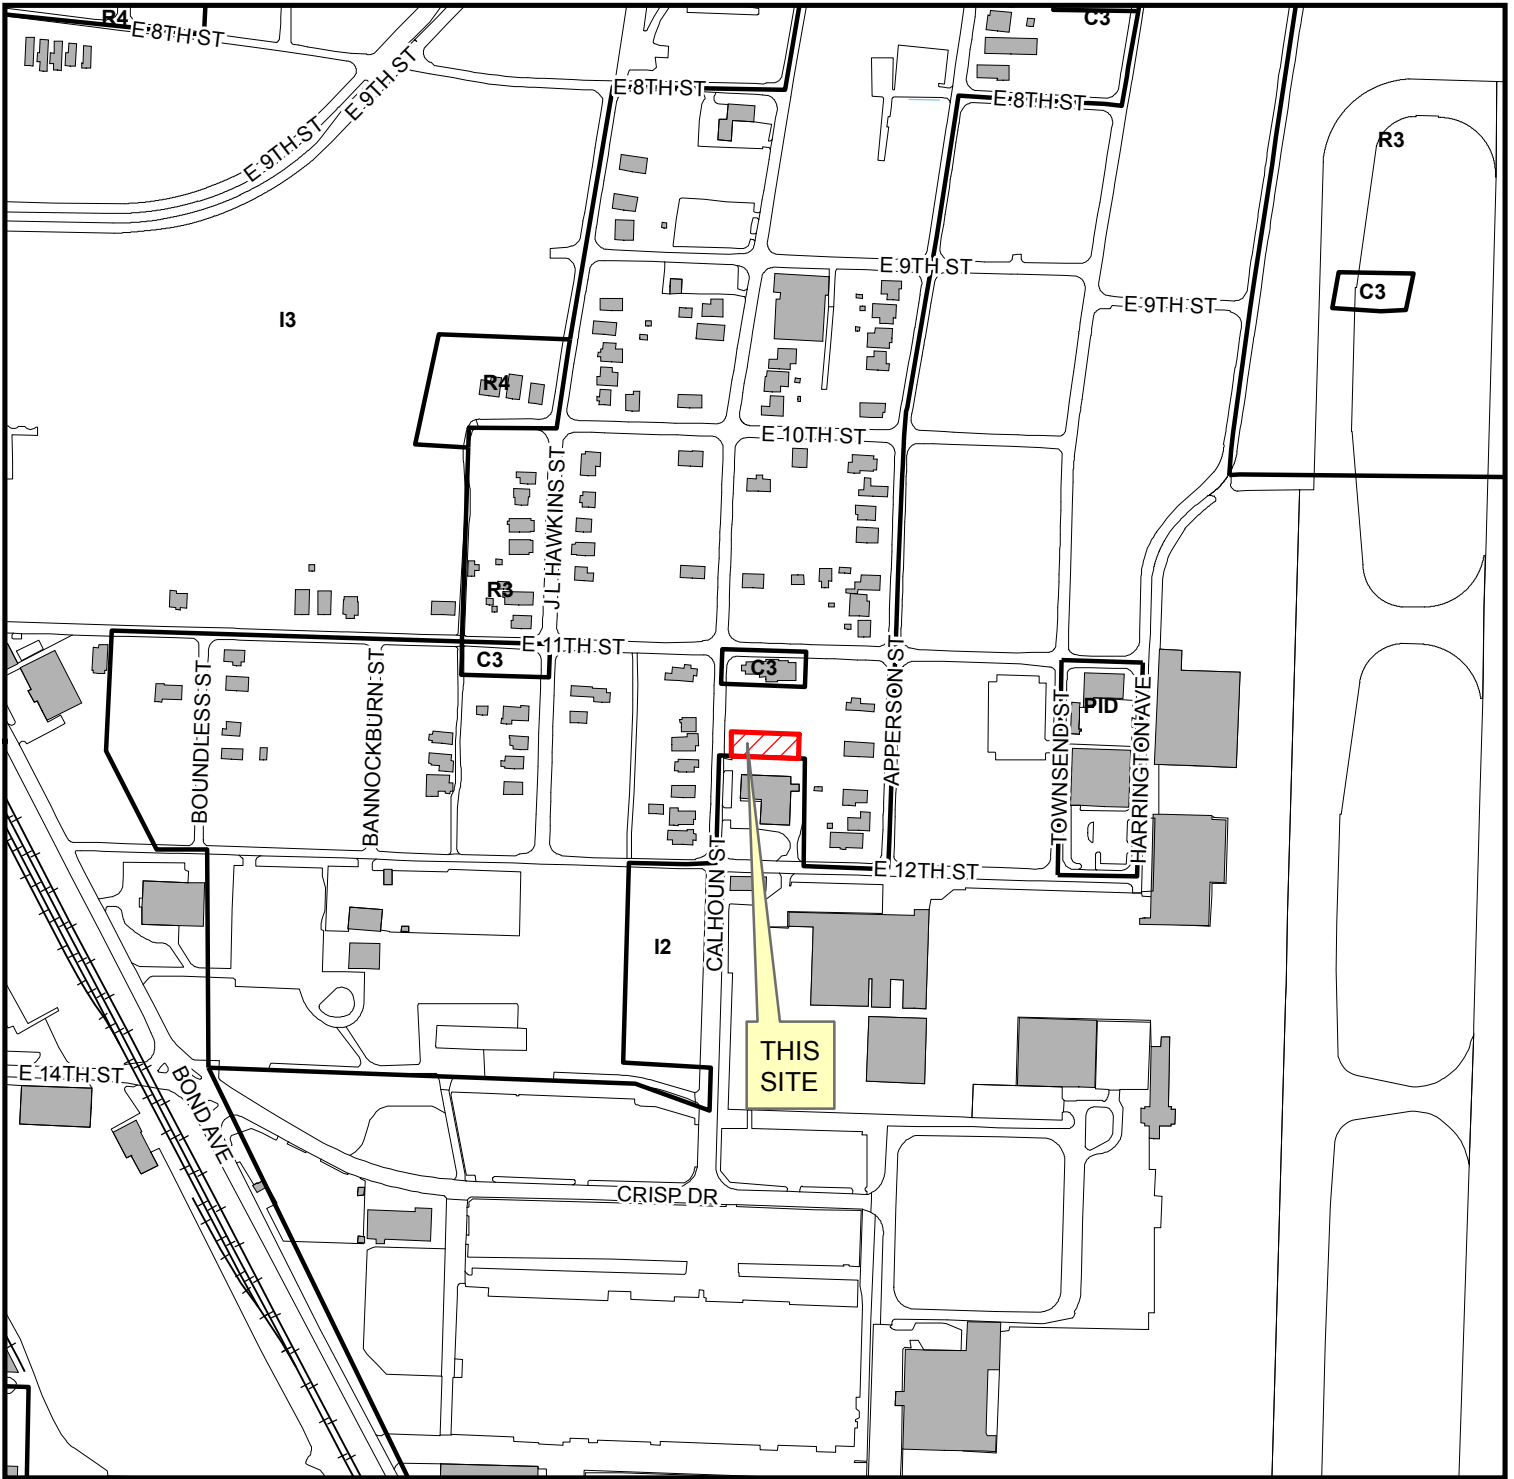 R4
C3
E 8TH ST
E 9TH ST
E 8TH ST
E 8TH ST
E 9TH ST
R3
E 9TH ST
C3
E 9TH ST
I3
R4
E 10TH ST
J L HAWKINS ST
R3
E 11TH ST
C3
C3
APPERSON ST
BOUNDLESS ST
BANNOCKBURN ST
TOWNSEND ST
PID
HARRINGTON AVE
E 12TH ST
CALHOUN ST
I2
THIS
SITE
E 14TH ST
BOND AVE
CRISP DR